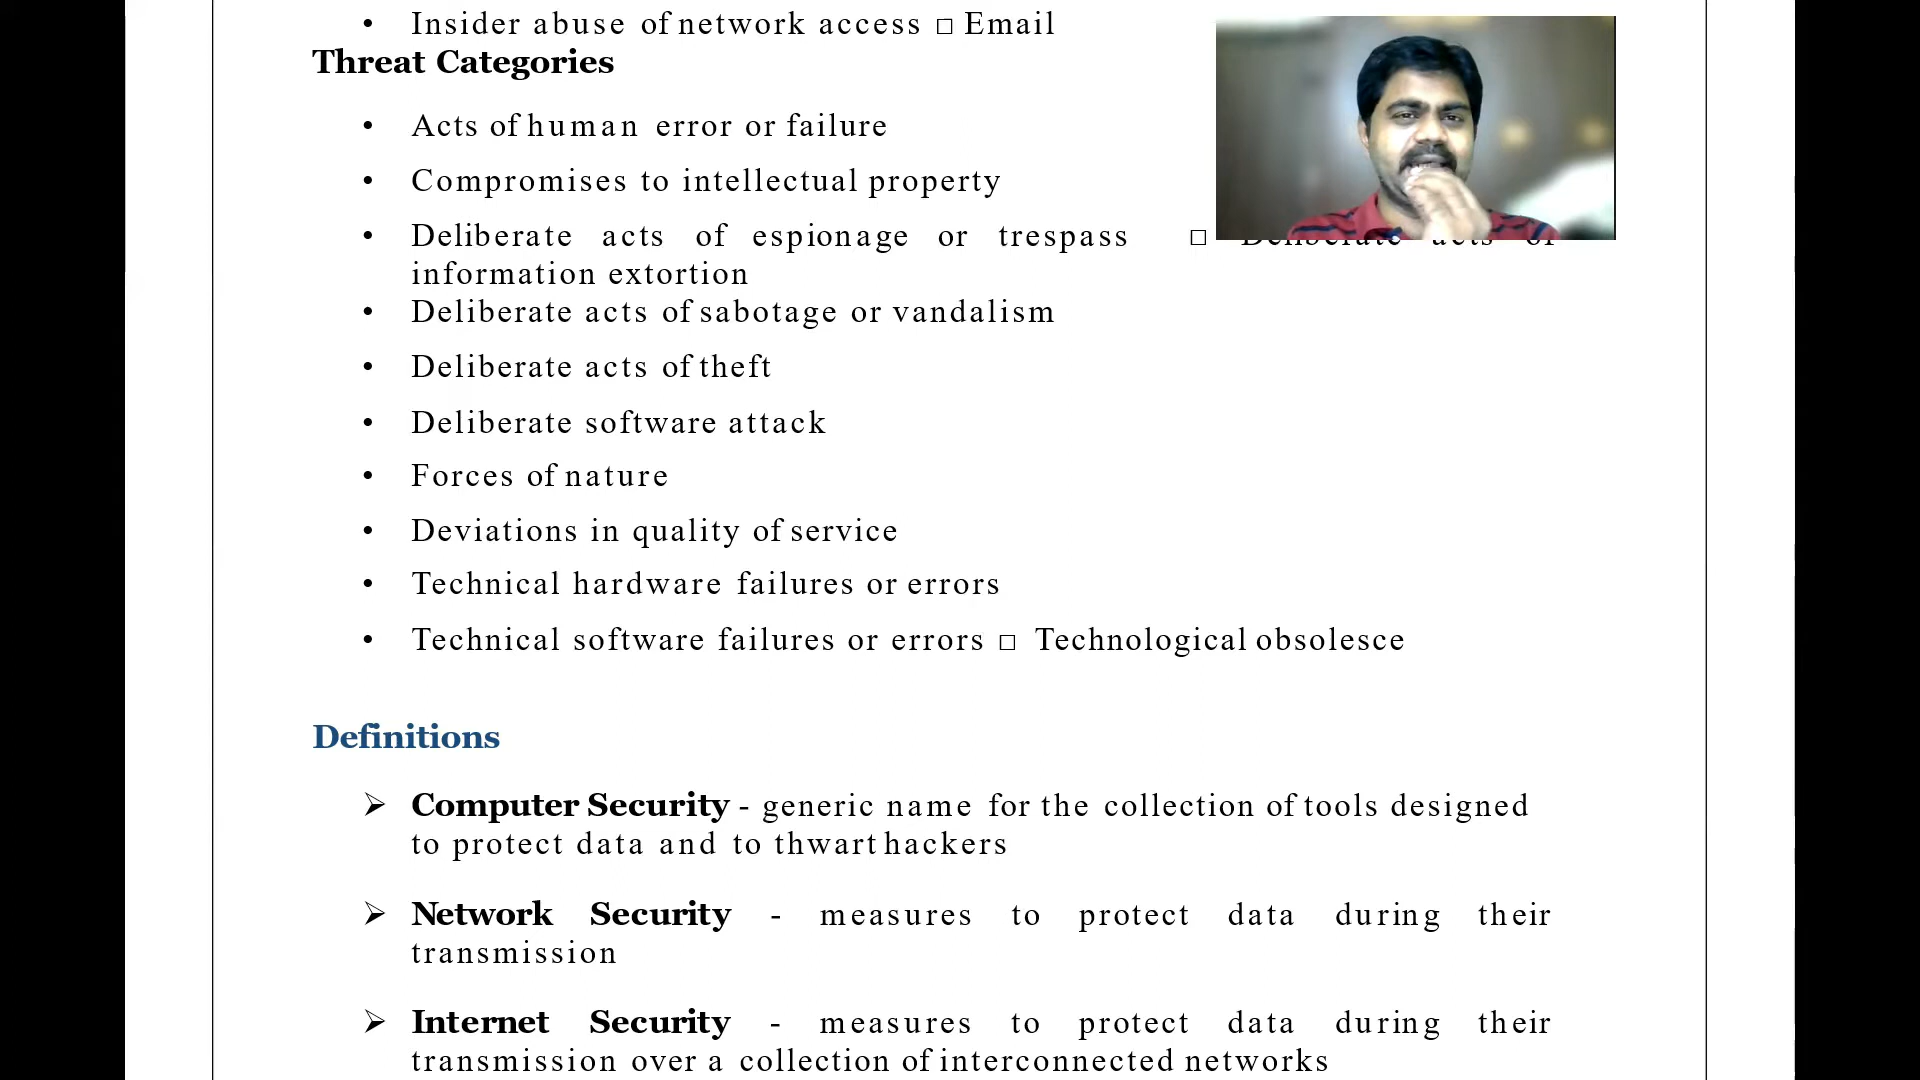 • Insider abuse of network access □ Email
Threat Categories
• Acts of human error or failure
• Compromises to intellectual property
• Deliberate acts of espionage or trespass □ Deliberate acts of
information extortion
• Deliberate acts of sabotage or vandalism
• Deliberate acts of theft
• Deliberate software attack
• Forces of nature
• Deviations in quality of service
• Technical hardware failures or errors
• Technical software failures or errors □ Technological obsolesce
Definitions
➢ Computer Security - generic name for the collection of tools designed
to protect data and to thwart hackers
➢ Network Security - measures to protect data during their
transmission
➢ Internet Security - measures to protect data during their
transmission over a collection of interconnected networks